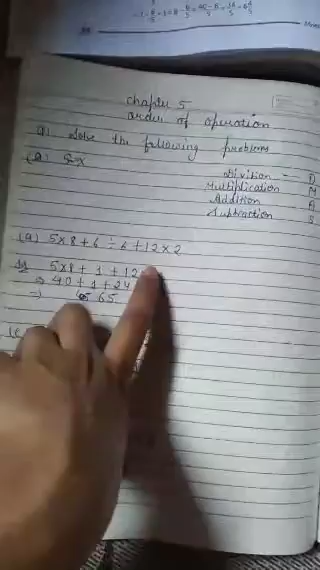 Chapter 5
order of operation
Q1 Solve the following problems
(a) 5×
Division — D
Multiplication M
Addition A
Subtraction S
(a) 5×8+6÷6+12×2
5×8+1+12
⇒ 40+1+24
⇒ 65